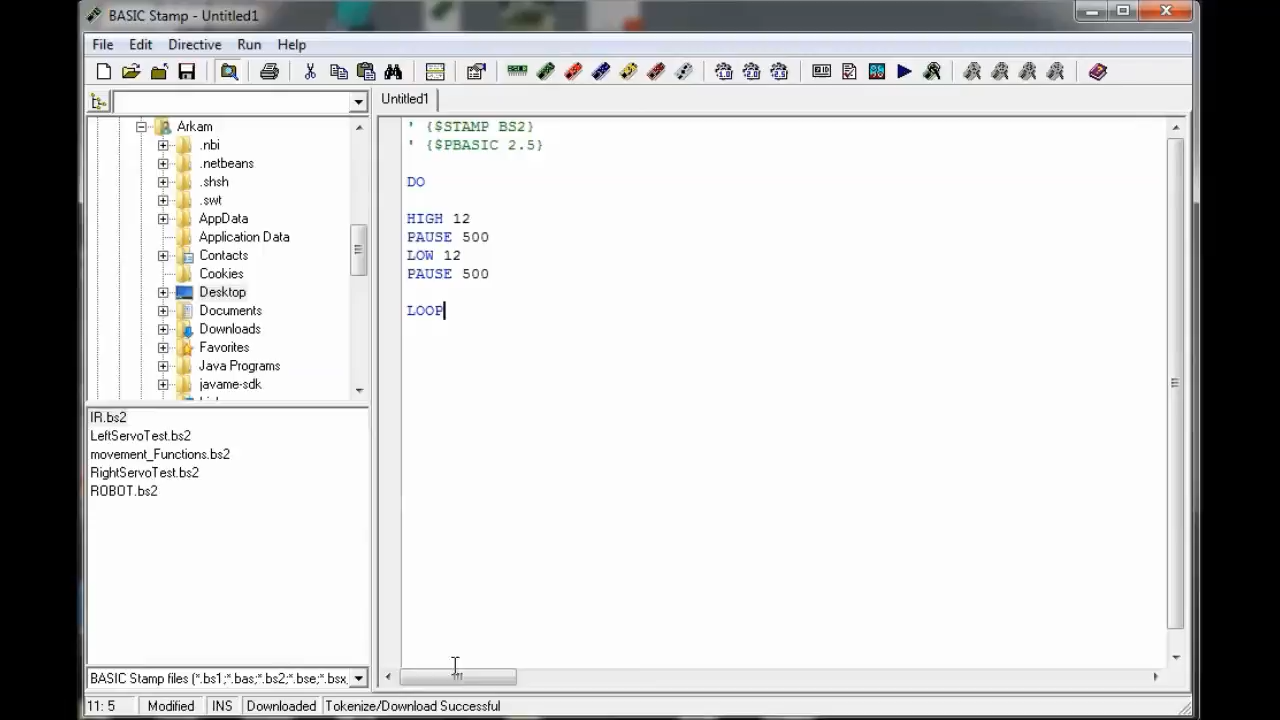 BASIC Stamp - Untitled1
File Edit Directive Run Help
Untitled1
Arkam
.nbi
.netbeans
.shsh
.swt
AppData
Application Data
Contacts
Cookies
Desktop
Documents
Downloads
Favorites
Java Programs
javame-sdk
IR.bs2
LeftServoTest.bs2
movement_Functions.bs2
RightServoTest.bs2
ROBOT.bs2
BASIC Stamp files (*.bs1;*.bas;*.bs2;*.bse;*.bsx,
' {$STAMP BS2}
' {$PBASIC 2.5}
DO
HIGH 12
PAUSE 500
LOW 12
PAUSE 500
LOOP
11: 5 Modified INS Downloaded Tokenize/Download Successful